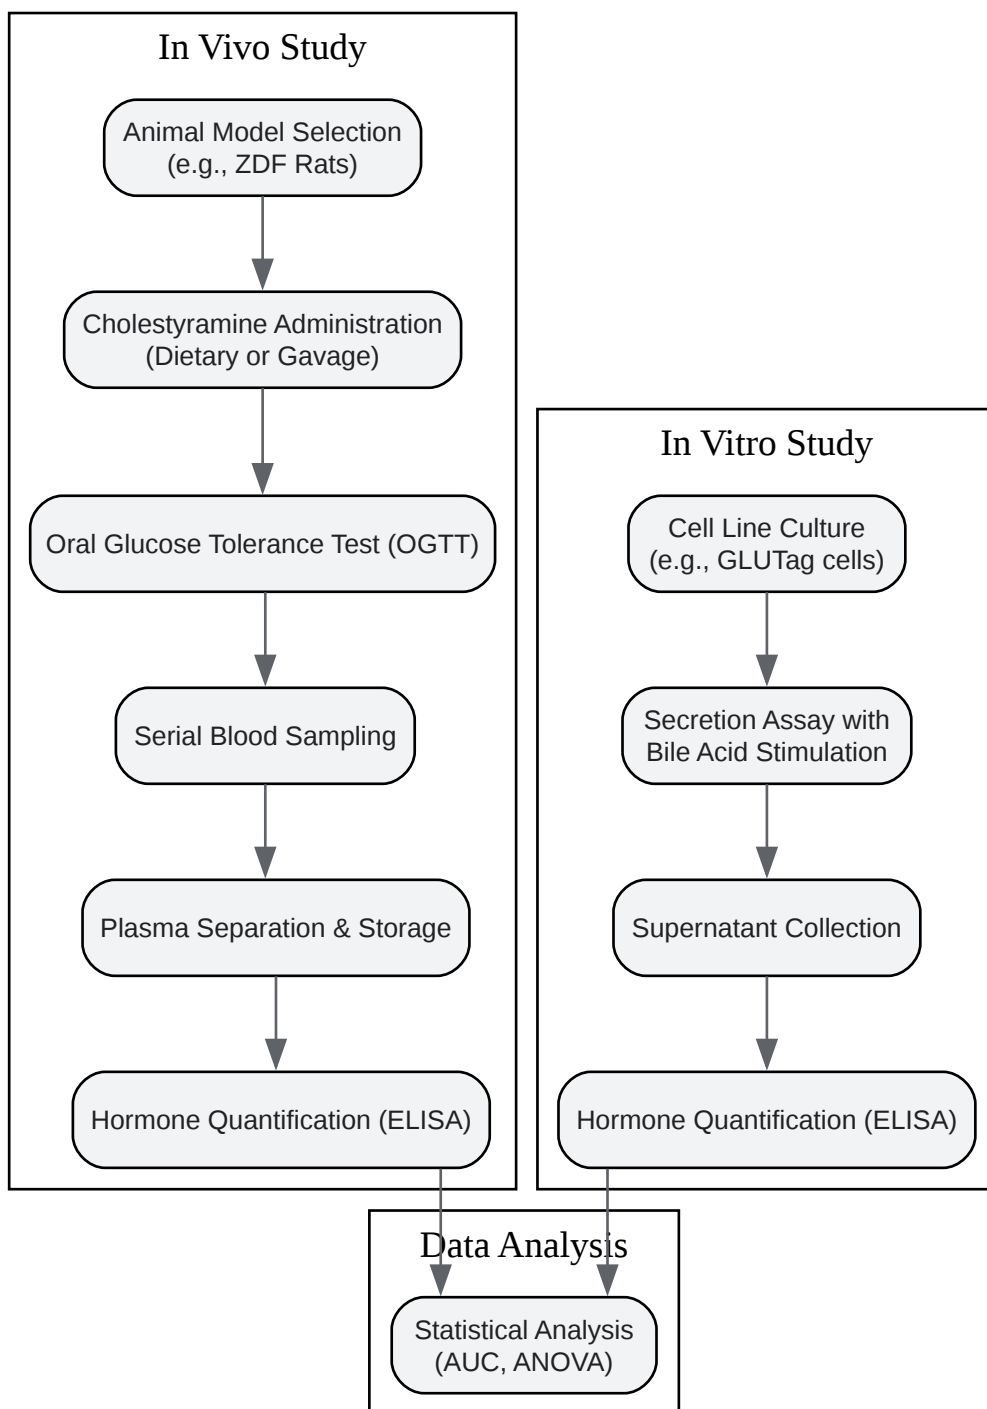 In Vivo Study
Animal Model Selection
(e.g., ZDF Rats)
Cholestyramine Administration
(Dietary or Gavage)
Oral Glucose Tolerance Test (OGTT)
Serial Blood Sampling
Plasma Separation & Storage
Hormone Quantification (ELISA)
In Vitro Study
Cell Line Culture
(e.g., GLUTag cells)
Secretion Assay with
Bile Acid Stimulation
Supernatant Collection
Hormone Quantification (ELISA)
Data Analysis
Statistical Analysis
(AUC, ANOVA)